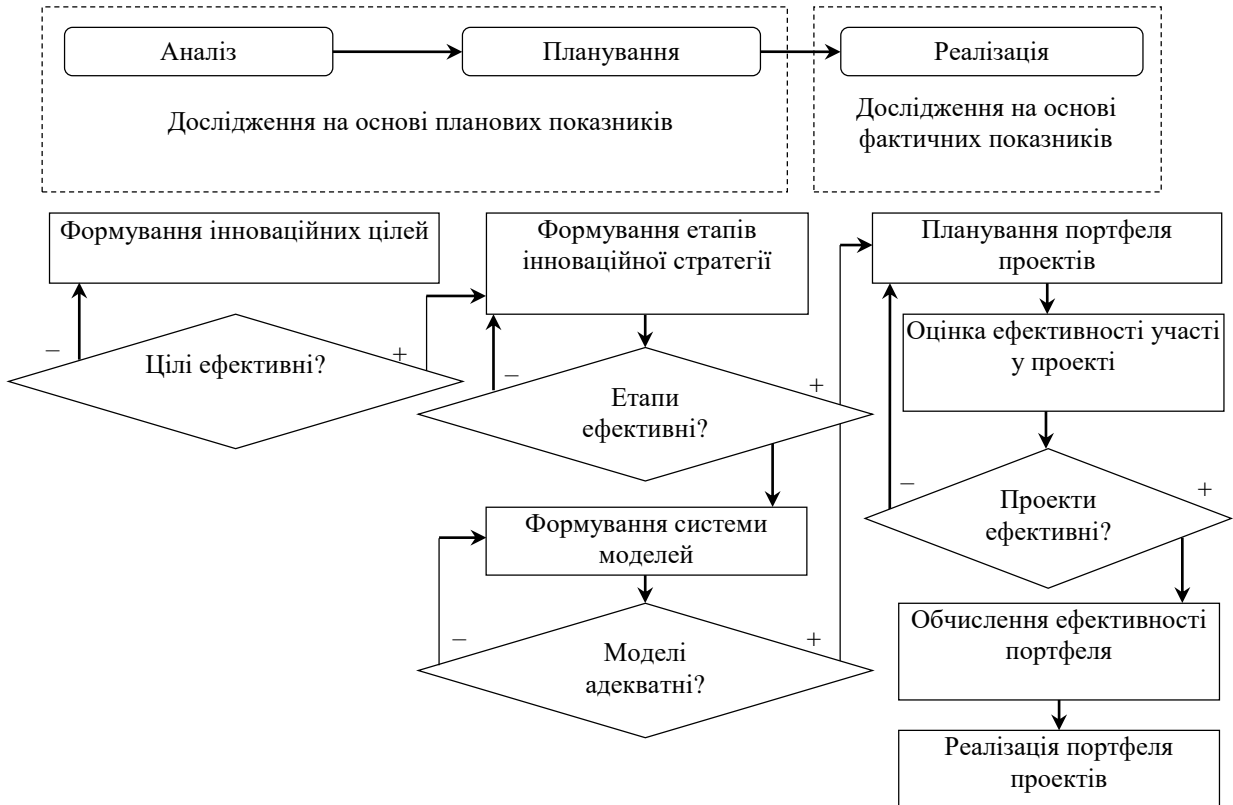 Аналіз
Планування
Реалізація
Дослідження на основі планових показників
Дослідження на основі
фактичних показників
Формування інноваційних цілей
–
+
Цілі ефективні?
Формування етапів
інноваційної стратегії
–
+
Етапи
ефективні?
Формування системи
моделей
–
+
Моделі
адекватні?
Планування портфеля
проектів
Оцінка ефективності участі
у проекті
–
+
Проекти
ефективні?
Обчислення ефективності
портфеля
Реалізація портфеля
проектів